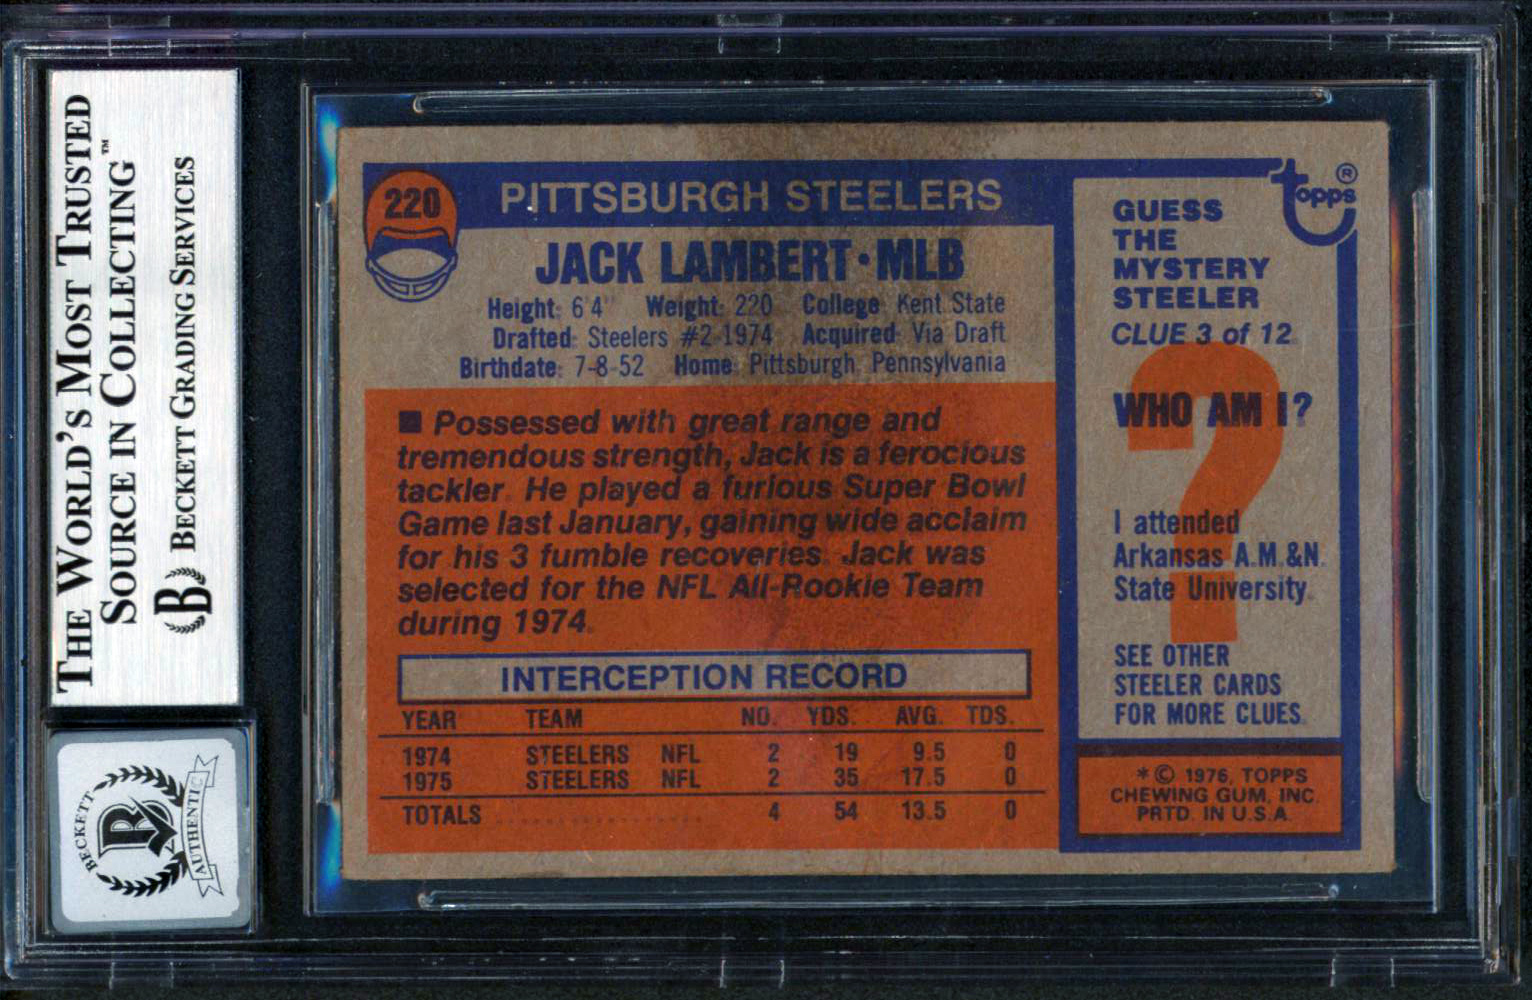 THE WORLD'S MOST TRUSTED
SOURCE IN COLLECTING™
BECKETT GRADING SERVICES
B
BECKETT
B
AUTHENTIC
220
PITTSBURGH STEELERS
JACK LAMBERT·MLB
Height: 6'4" Weight: 220 College: Kent State
Drafted: Steelers #2-1974 Acquired: Via Draft
Birthdate: 7-8-52 Home: Pittsburgh, Pennsylvania
■ Possessed with great range and
tremendous strength, Jack is a ferocious
tackler. He played a furious Super Bowl
Game last January, gaining wide acclaim
for his 3 fumble recoveries. Jack was
selected for the NFL All-Rookie Team
during 1974.
INTERCEPTION RECORD
YEAR TEAM NO. YDS. AVG. TDS.
1974 STEELERS NFL 2 19 9.5 0
1975 STEELERS NFL 2 35 17.5 0
TOTALS 4 54 13.5 0
topps®
GUESS
THE
MYSTERY
STEELER
CLUE 3 of 12
?
WHO AM I?
I attended
Arkansas A.M.&N.
State University.
SEE OTHER
STEELER CARDS
FOR MORE CLUES.
*© 1976, TOPPS
CHEWING GUM, INC.
PRTD. IN U.S.A.